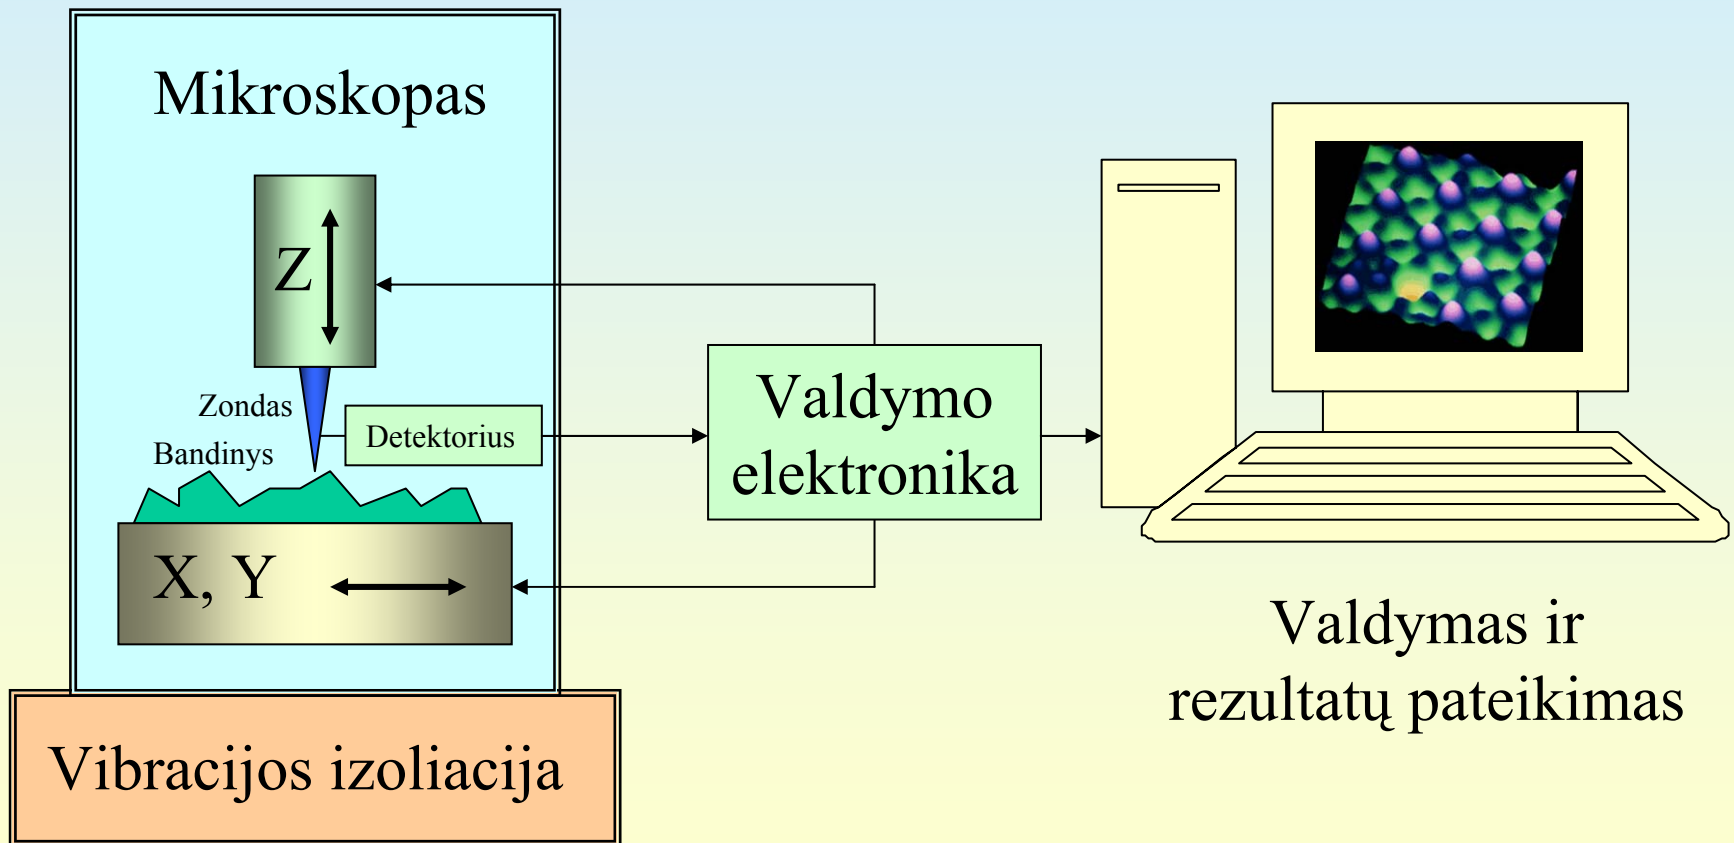 Mikroskopas
Z
Zondas
Detektorius
Bandinys
X, Y
Vibracijos izoliacija
Valdymo
elektronika
Valdymas ir
rezultatų pateikimas